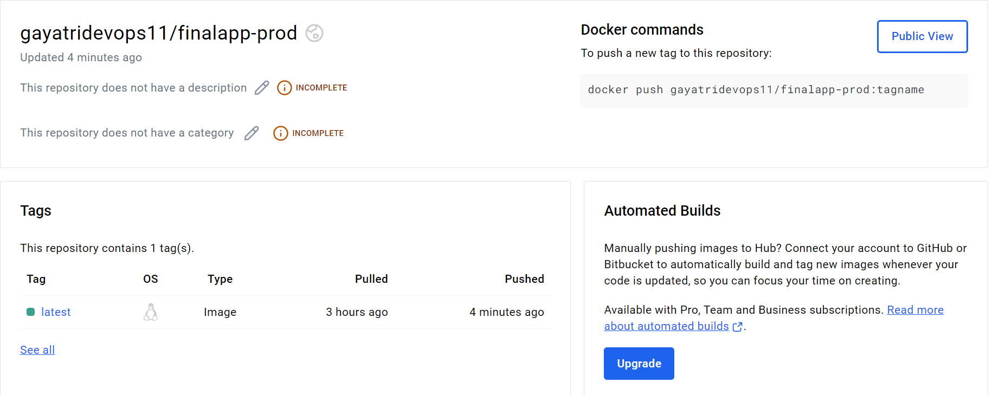 gayatridevops11/finalapp-prod
Updated 4 minutes ago
This repository does not have a description INCOMPLETE
This repository does not have a category INCOMPLETE
Docker commands
Public View
To push a new tag to this repository:
docker push gayatridevops11/finalapp-prod:tagname
Tags
This repository contains 1 tag(s).
Tag OS Type Pulled Pushed
latest Image 3 hours ago 4 minutes ago
See all
Automated Builds
Manually pushing images to Hub? Connect your account to GitHub or
Bitbucket to automatically build and tag new images whenever your
code is updated, so you can focus your time on creating.
Available with Pro, Team and Business subscriptions. Read more
about automated builds .
Upgrade